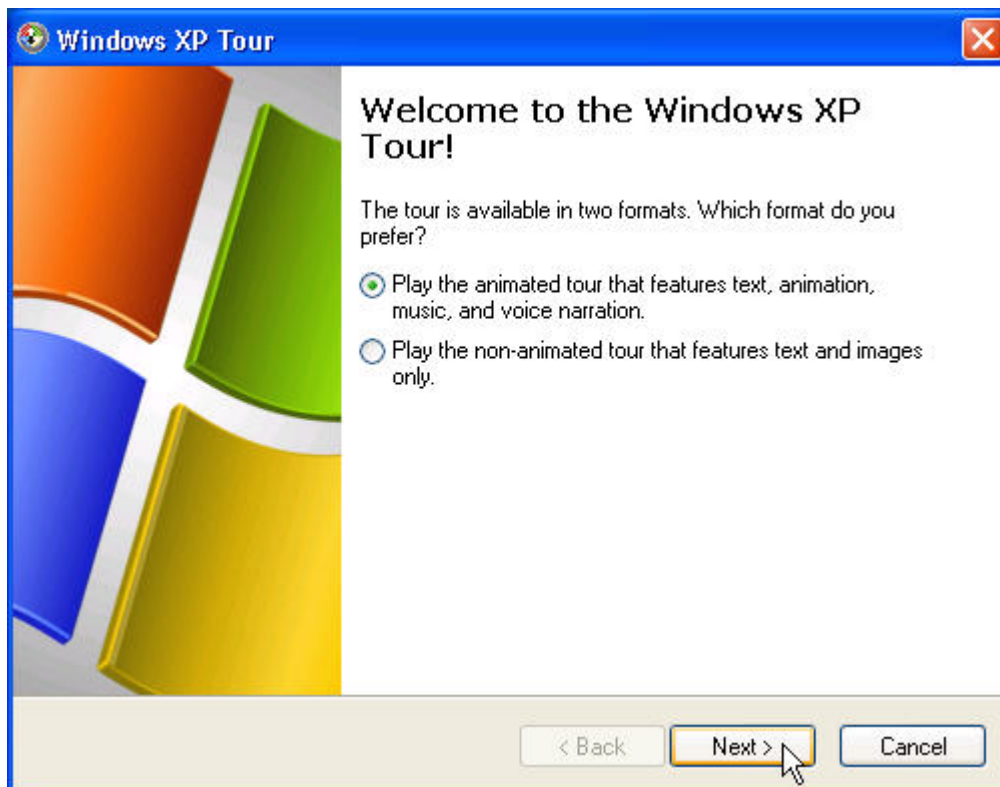 Windows XP Tour
Welcome to the Windows XP
Tour!
The tour is available in two formats. Which format do you
prefer?
Play the animated tour that features text, animation,
music, and voice narration.
Play the non-animated tour that features text and images
only.
< Back
Next >
Cancel